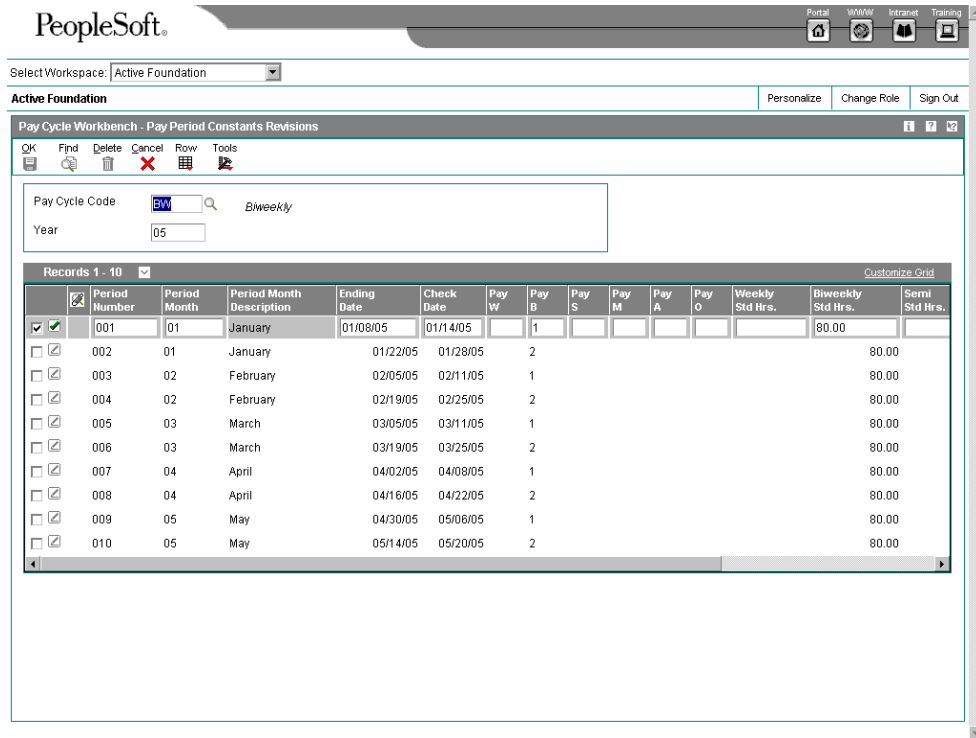 Portal WWW Intranet Training
PeopleSoft.
Select Workspace: Active Foundation
Active Foundation Personalize Change Role Sign Out
Pay Cycle Workbench - Pay Period Constants Revisions i ? ?
OK Find Delete Cancel Row Tools
Pay Cycle Code BW Biweekly
Year 05
Records 1 - 10 Customize Grid
Period Number Period Month Period Month Description Ending Date Check Date Pay W Pay B Pay S Pay M Pay A Pay O Weekly Std Hrs. Biweekly Std Hrs. Semi Std Hrs.
001 01 January 01/08/05 01/14/05 1 80.00
002 01 January 01/22/05 01/28/05 2 80.00
003 02 February 02/05/05 02/11/05 1 80.00
004 02 February 02/19/05 02/25/05 2 80.00
005 03 March 03/05/05 03/11/05 1 80.00
006 03 March 03/19/05 03/25/05 2 80.00
007 04 April 04/02/05 04/08/05 1 80.00
008 04 April 04/16/05 04/22/05 2 80.00
009 05 May 04/30/05 05/06/05 1 80.00
010 05 May 05/14/05 05/20/05 2 80.00